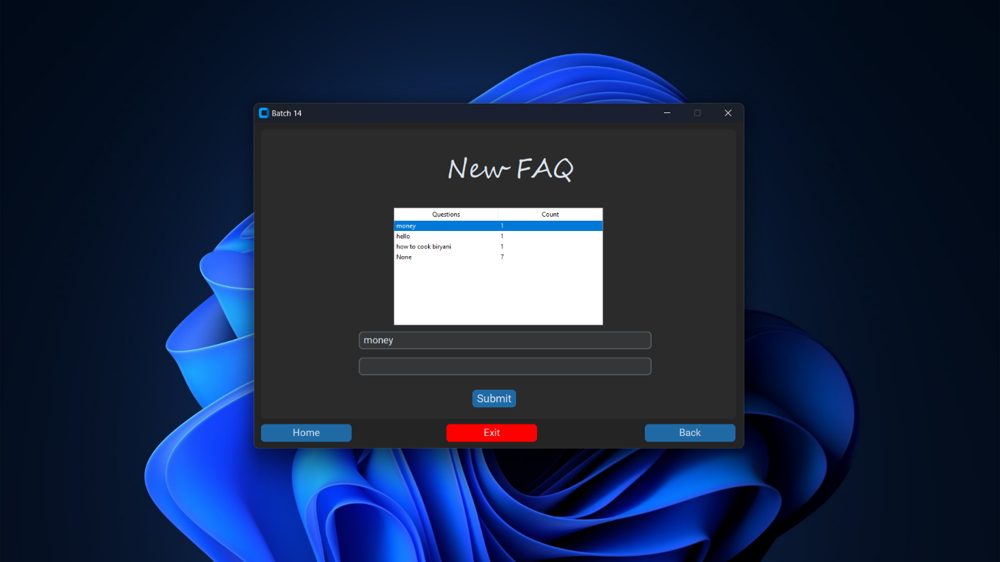 Batch 14
New FAQ
Questions Count
money 1
hello 1
how to cook biryani 1
None 7
money
Submit
Home Exit Back